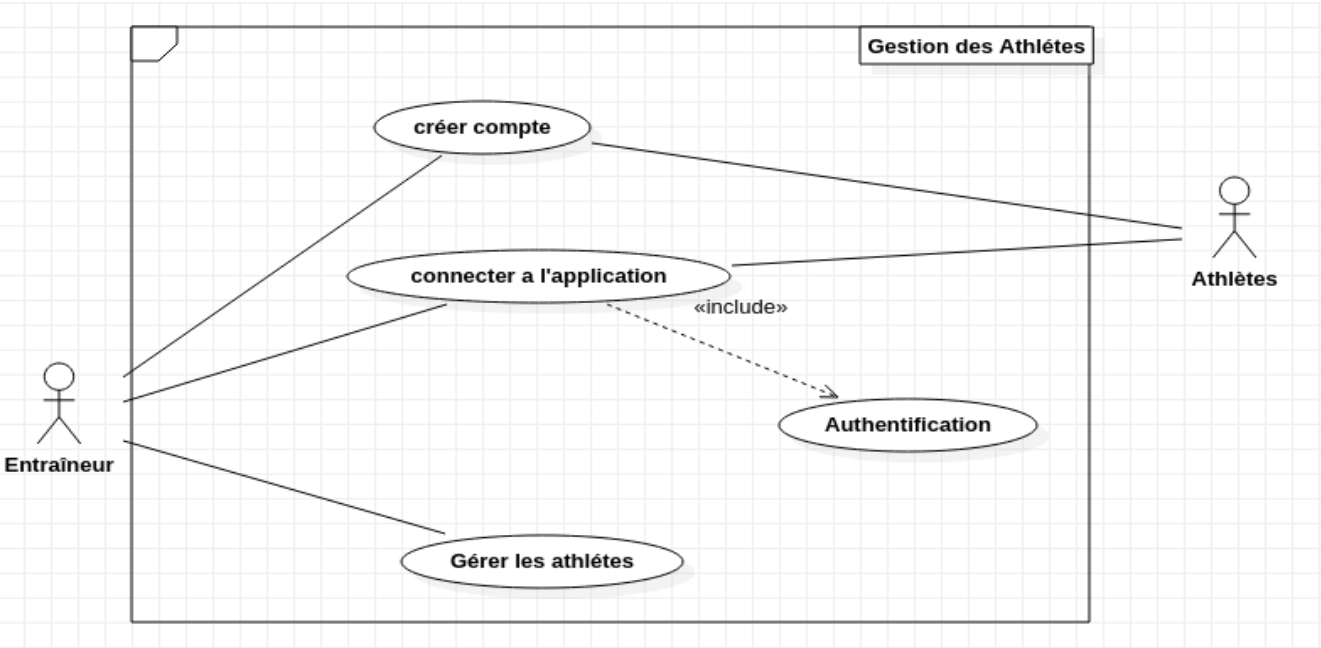 Gestion des Athlétes
créer compte
connecter a l'application
«include»
Athlètes
Authentification
Entraîneur
Gérer les athlétes